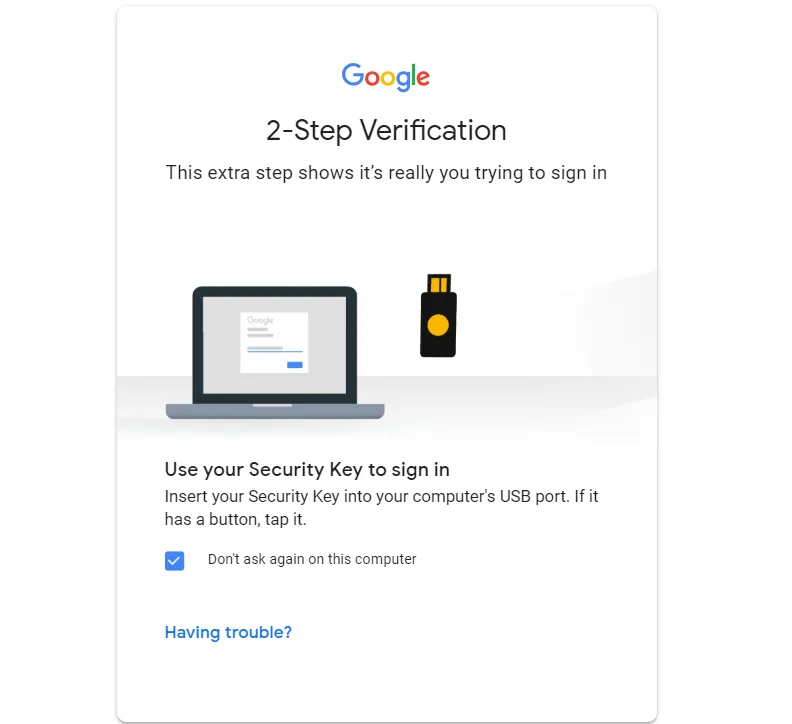 Google
2-Step Verification
This extra step shows it’s really you trying to sign in
Google
Use your Security Key to sign in
Insert your Security Key into your computer's USB port. If it
has a button, tap it.
Don't ask again on this computer
Having trouble?